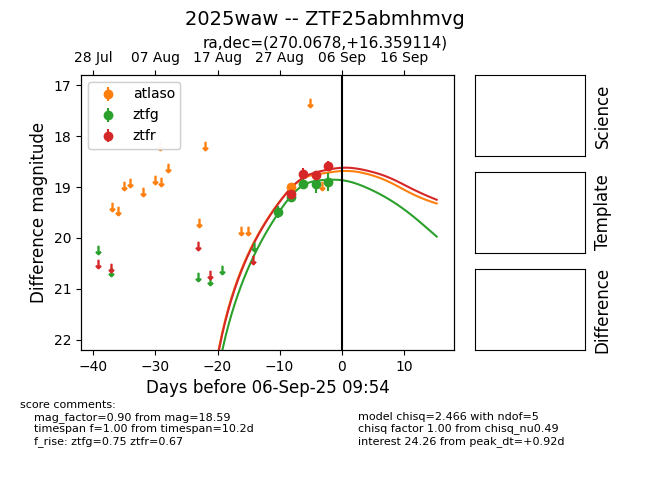 2025waw -- ZTF25abmhmvg
ra,dec=(270.0678,+16.359114)
28 Jul 07 Aug 17 Aug 27 Aug 06 Sep 16 Sep
atlaso
ztfg
ztfr
17
18
19
20
21
22
Difference magnitude
−40 −30 −20 −10 0 10
Days before 06-Sep-25 09:54
Science
Template
Difference
score comments:
mag_factor=0.90 from mag=18.59
timespan f=1.00 from timespan=10.2d
f_rise: ztfg=0.75 ztfr=0.67
model chisq=2.466 with ndof=5
chisq factor 1.00 from chisq_nu0.49
interest 24.26 from peak_dt=+0.92d